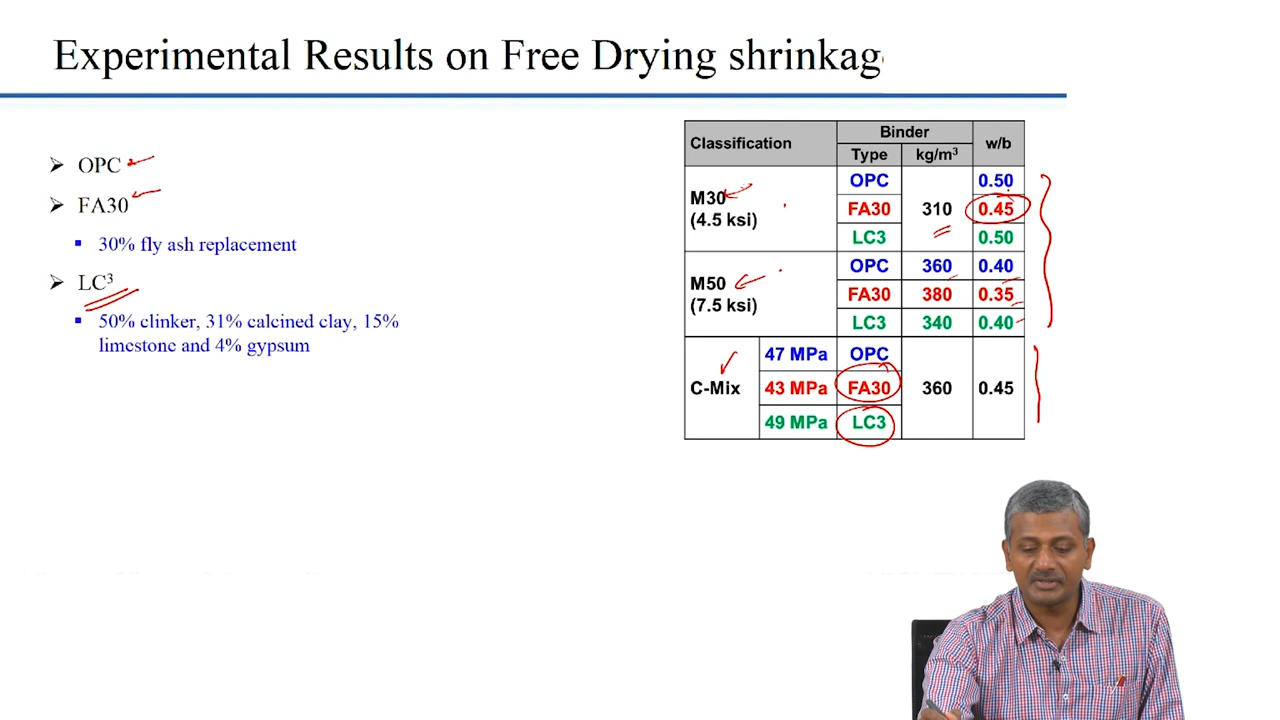 Experimental Results on Free Drying shrinkag
OPC
FA30
30% fly ash replacement
LC³
50% clinker, 31% calcined clay, 15%
limestone and 4% gypsum
Classification Binder w/b
Type kg/m³
M30 (4.5 ksi) OPC 310 0.50
FA30 0.45
LC3 0.50
M50 (7.5 ksi) OPC 360 0.40
FA30 380 0.35
LC3 340 0.40
C-Mix 47 MPa OPC 360 0.45
43 MPa FA30
49 MPa LC3